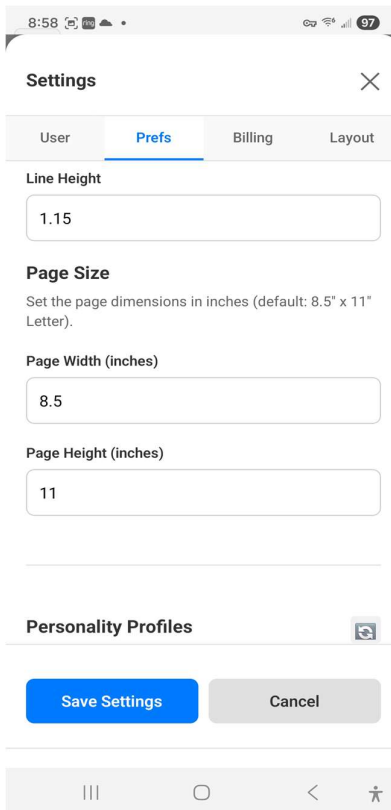 8:58 ring 97
Settings
User Prefs Billing Layout
Line Height
1.15
Page Size
Set the page dimensions in inches (default: 8.5" x 11"
Letter).
Page Width (inches)
8.5
Page Height (inches)
11
Personality Profiles
Save Settings Cancel